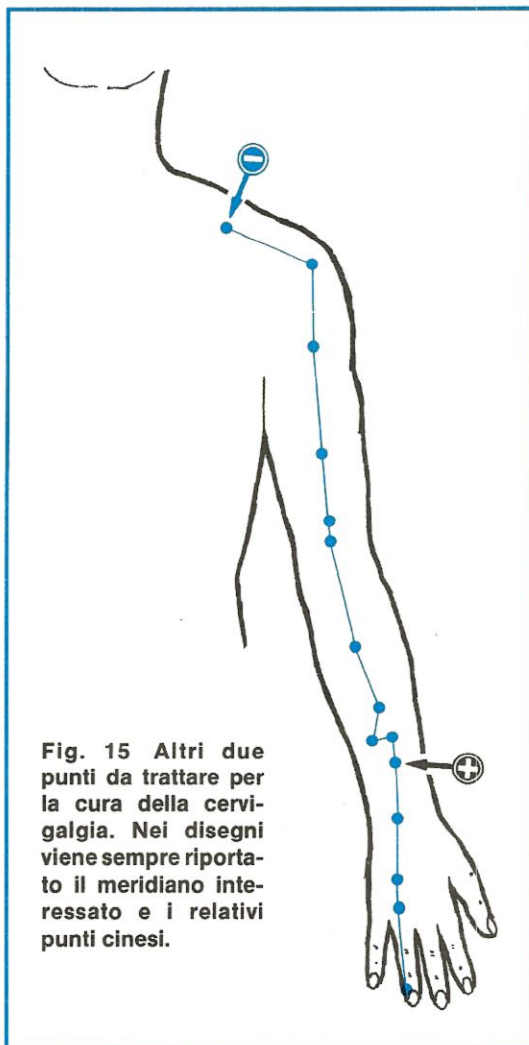 Fig. 15 Altri due
punti da trattare per
la cura della cervi-
galgia. Nei disegni
viene sempre riporta-
to il meridiano inte-
ressato e i relativi
punti cinesi.